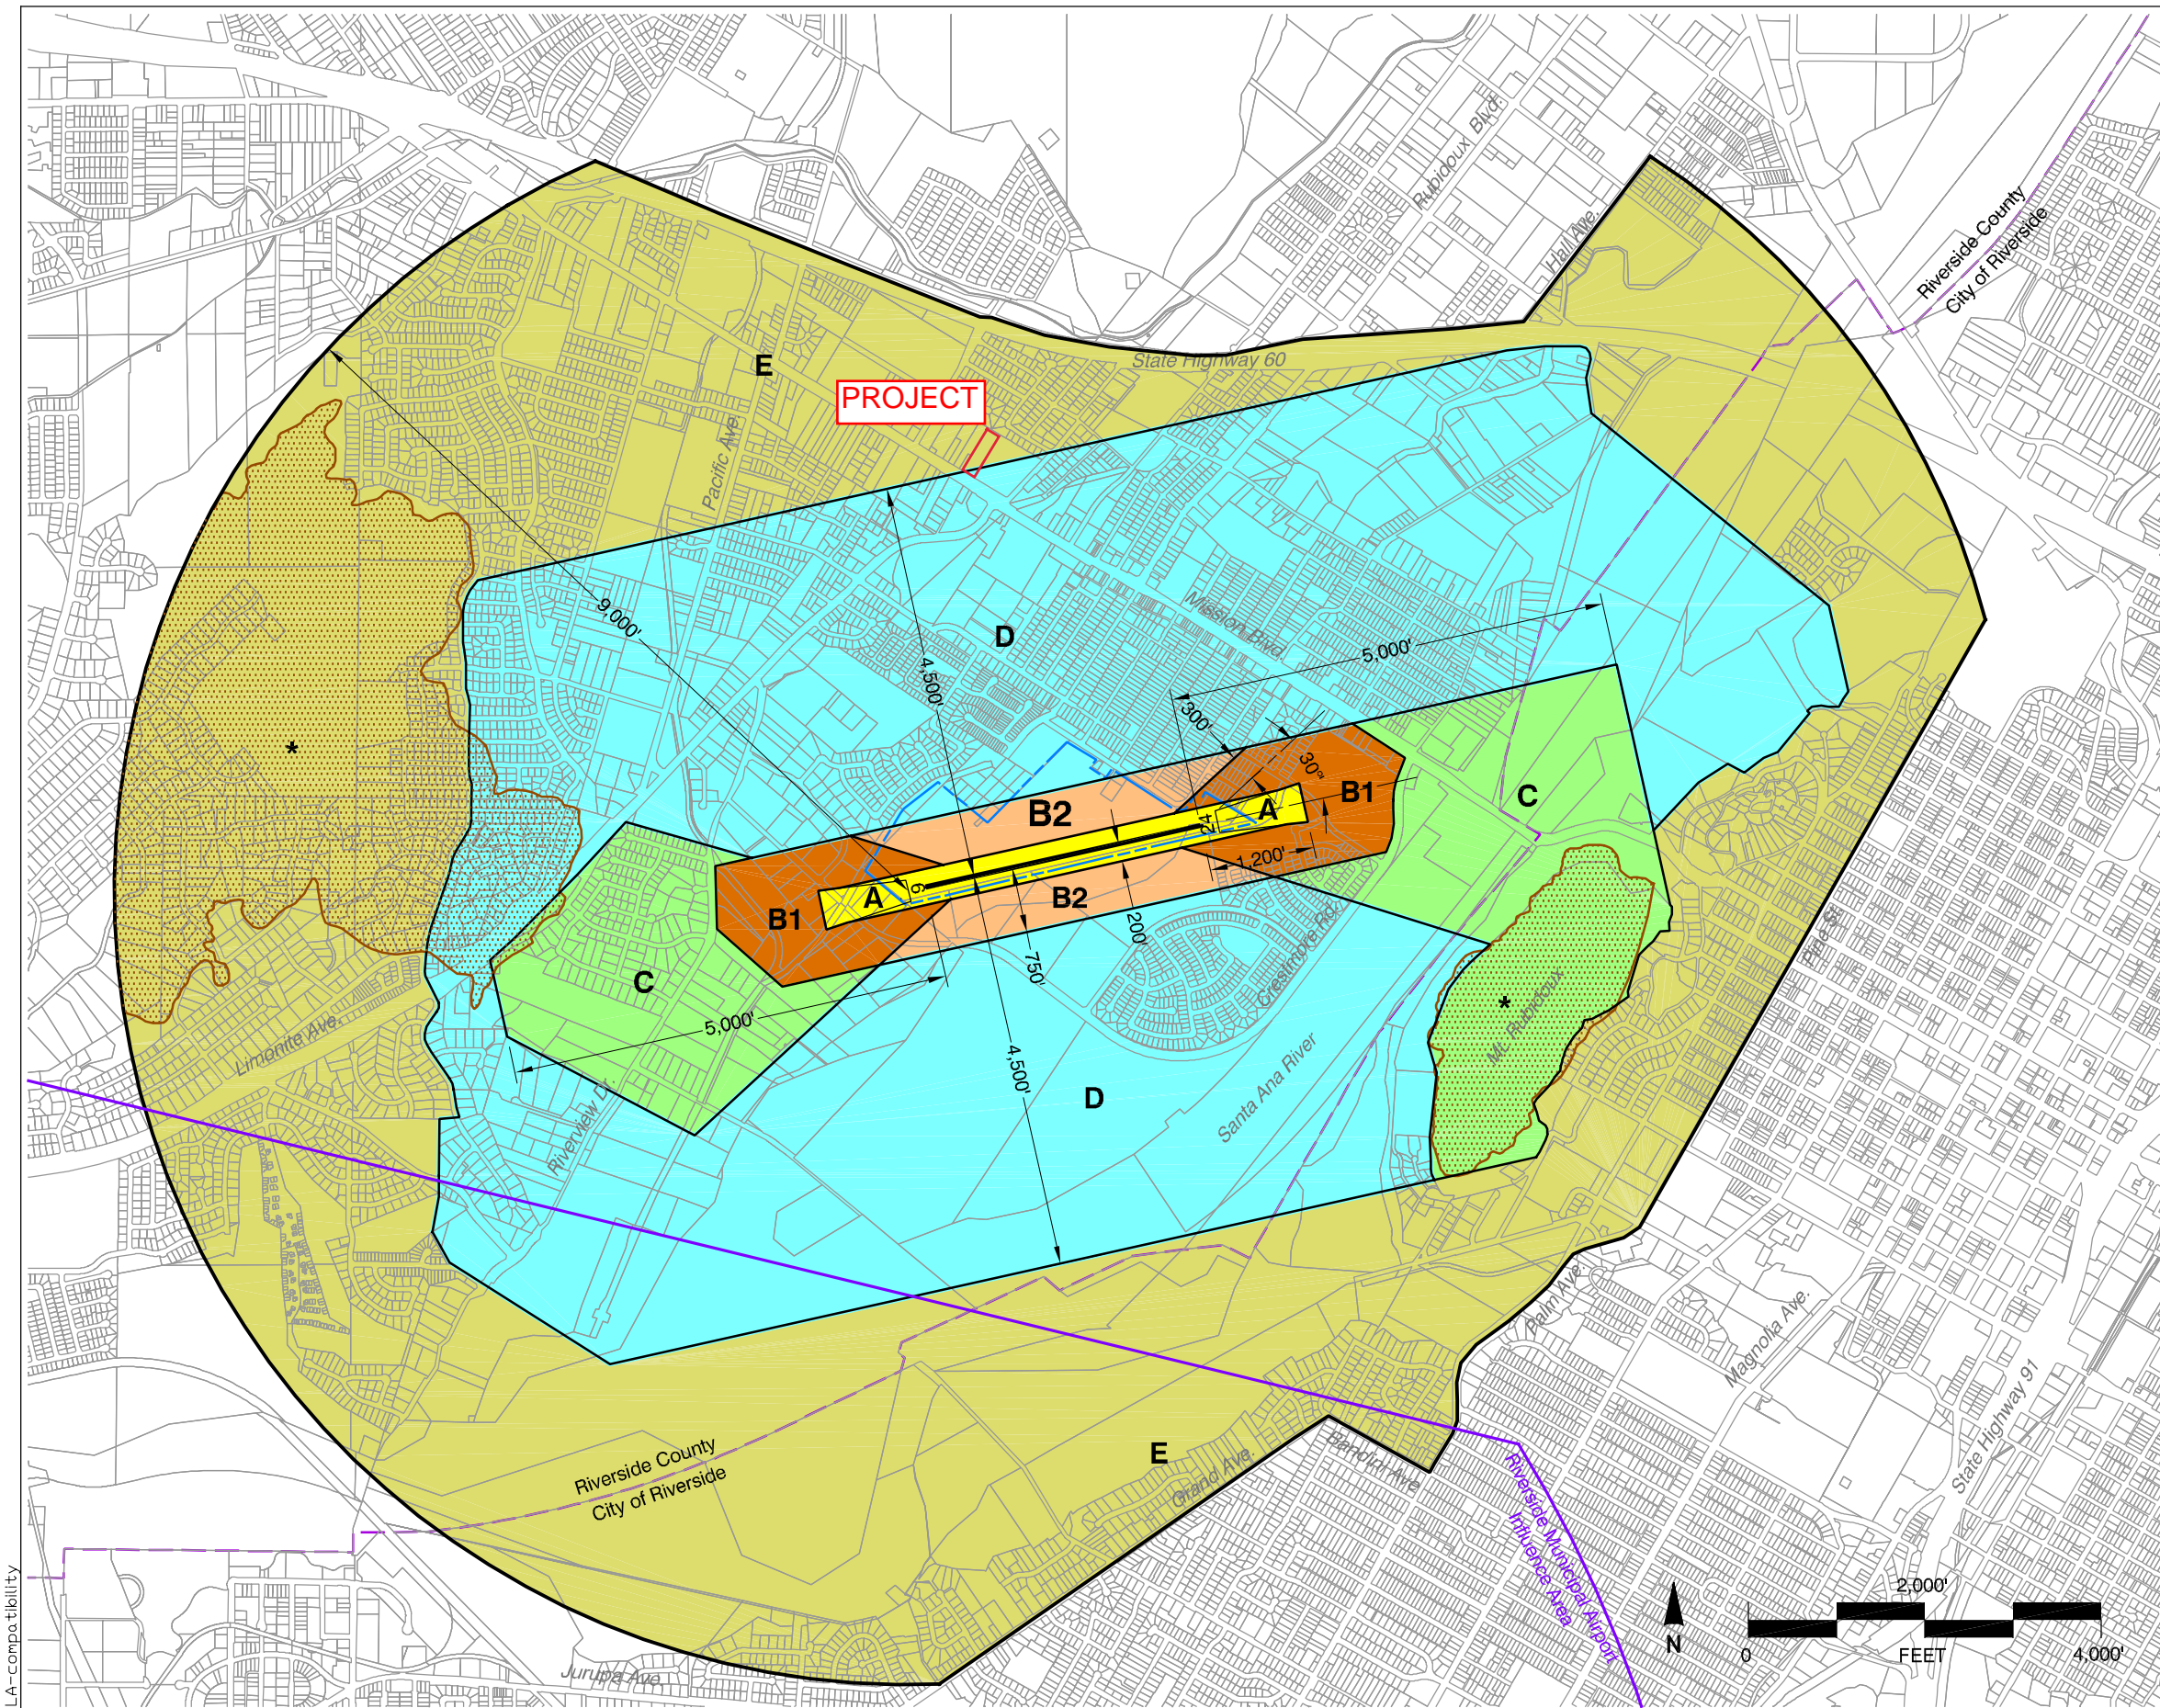 Rubidoux Blvd.
Hall Ave.
Riverside County
City of Riverside
State Highway 60
E
PROJECT
Pacific Ave.
9,000'
D
Mission Blvd.
5,000'
4,500'
300'
30°
*
B2
24
A
B1
C
1,200'
6
A
B1
B2
200'
750'
Crestmore Rd.
Pine St.
C
*
Mt. Rubidoux
5,000'
Limonite Ave.
4,500'
Santa Ana River
D
Riverview Dr.
Palm Ave.
Magnolia Ave.
State Highway 91
Riverside County
City of Riverside
E
Grand Ave.
Bandini Ave.
Riverside Municipal Airport
Influence Area
2,000'
N
0
FEET
4,000'
Jurupa Ave.
LA-compatibility